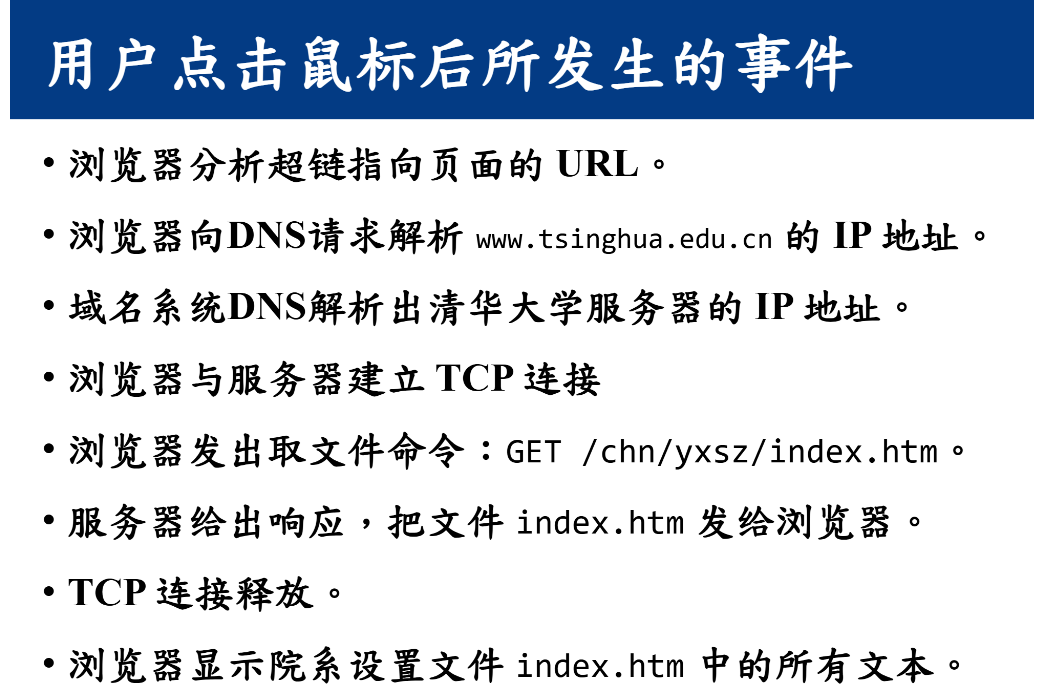 用户点击鼠标后所发生的事件
• 浏览器分析超链指向页面的 URL。
• 浏览器向DNS请求解析 www.tsinghua.edu.cn 的 IP 地址。
• 域名系统DNS解析出清华大学服务器的 IP 地址。
• 浏览器与服务器建立 TCP 连接
• 浏览器发出取文件命令：GET /chn/yxsz/index.htm。
• 服务器给出响应，把文件 index.htm 发给浏览器。
• TCP 连接释放。
• 浏览器显示院系设置文件 index.htm 中的所有文本。